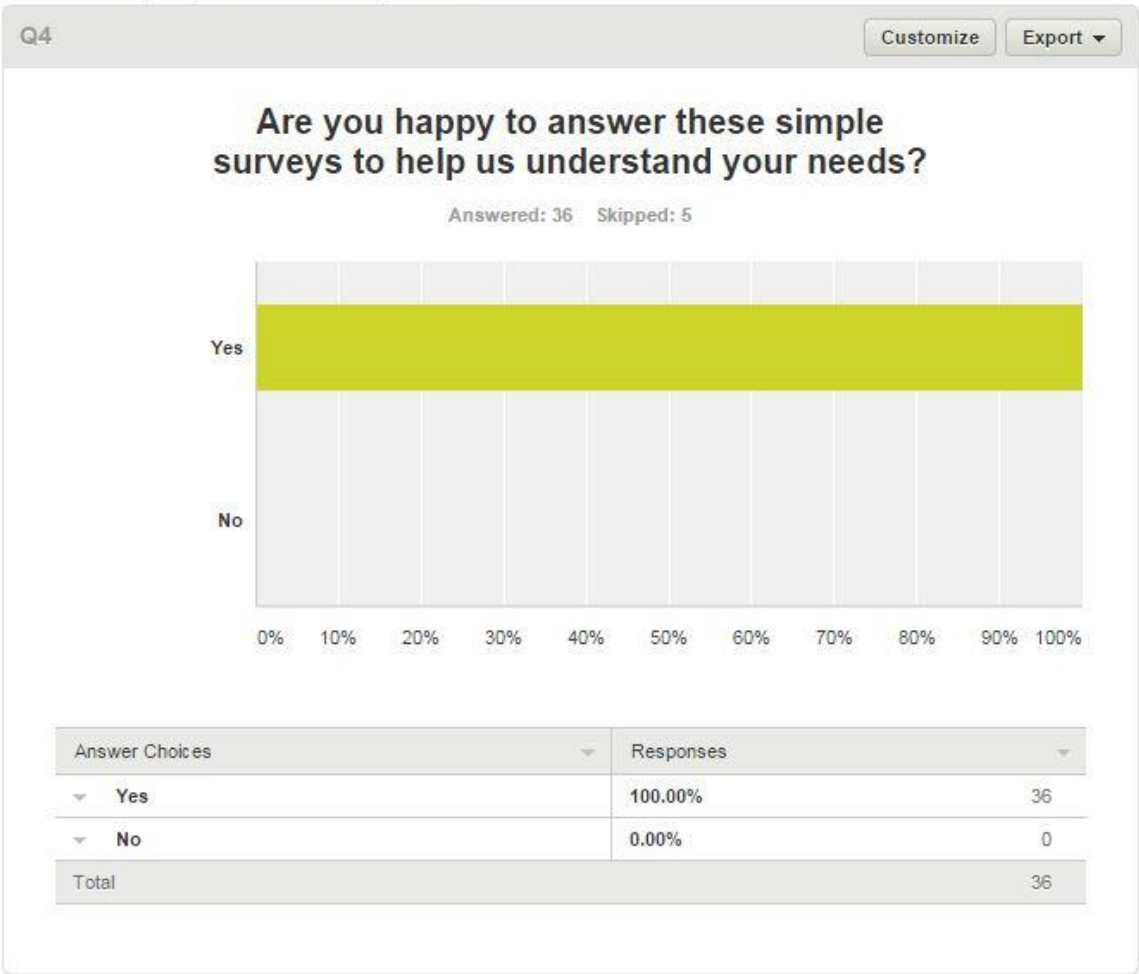 Q4 Customize Export
Are you happy to answer these simple
surveys to help us understand your needs?
Answered: 36 Skipped: 5
Yes
No
0% 10% 20% 30% 40% 50% 60% 70% 80% 90% 100%
Answer Choices Responses
Yes 100.00% 36
No 0.00% 0
Total 36